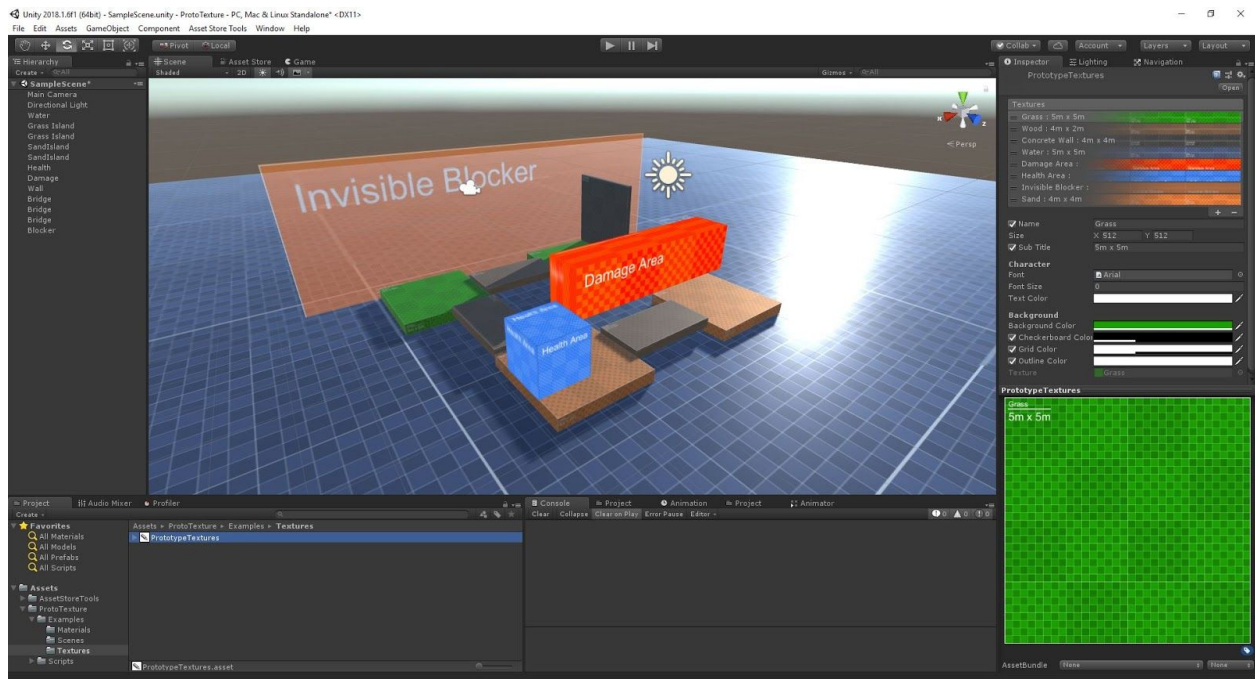 Unity 2018.1.6f1 (64bit) - SampleScene.unity - ProtoTexture - PC, Mac & Linux Standalone* <DX11>
File Edit Assets GameObject Component Asset Store Tools Window Help
Pivot Local Collab Account Layers Layout
Hierarchy
Create All
SampleScene*
Main Camera
Directional Light
Water
Grass Island
Grass Island
SandIsland
SandIsland
Health
Damage
Wall
Bridge
Bridge
Bridge
Blocker
Scene Asset Store Game
Shaded 2D Gizmos All
x z
Persp
Invisible Blocker
Damage Area
Health Area
Health Area
Health Area
Inspector Lighting Navigation
PrototypeTextures
Open
Textures
Grass : 5m x 5m
Wood : 4m x 2m
Concrete Wall : 4m x 4m
Water : 5m x 5m
Damage Area :
Health Area :
Invisible Blocker :
Sand : 4m x 4m
+ -
Name Grass
Size X 512 Y 512
Sub Title 5m x 5m
Character
Font Arial
Font Size 0
Text Color
Background
Background Color
Checkerboard Color
Grid Color
Outline Color
Texture Grass
PrototypeTextures
Grass
5m x 5m
AssetBundle None None
Project Audio Mixer Profiler
Create
Favorites
All Materials
All Models
All Prefabs
All Scripts
Assets
AssetStoreTools
ProtoTexture
Examples
Materials
Scenes
Textures
Scripts
Assets ▸ ProtoTexture ▸ Examples ▸ Textures
PrototypeTextures
PrototypeTextures.asset
Console Project Animation Project Animator
Clear Collapse Clear on Play Error Pause Editor 0 0 0